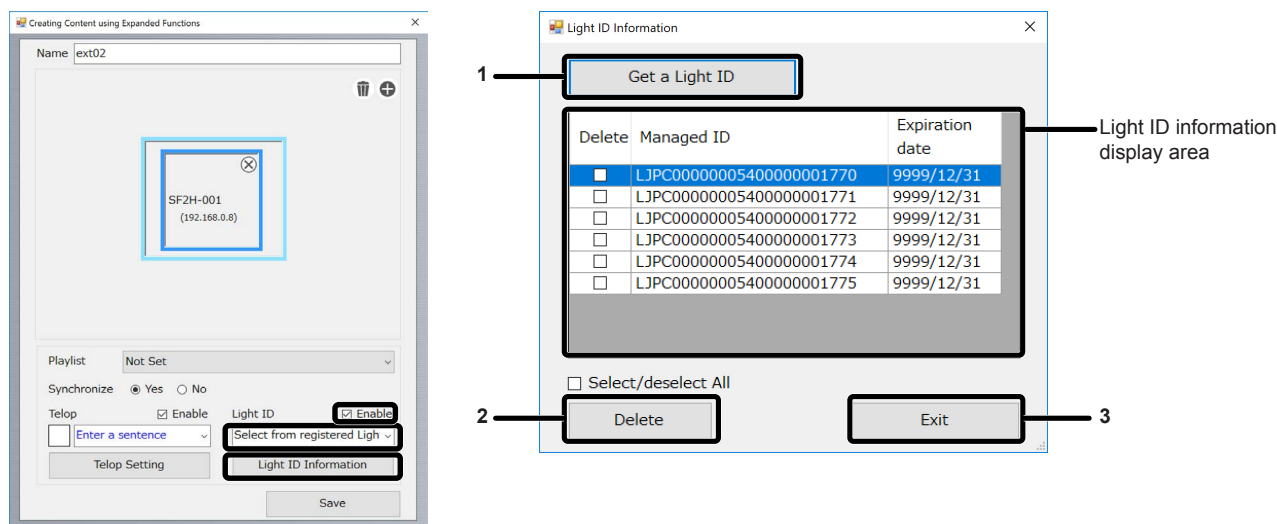 Creating Content using Expanded Functions
Name ext02
SF2H-001
(192.168.0.8)
Playlist Not Set
Synchronize Yes No
Telop Enable Light ID Enable
Enter a sentence Select from registered Ligh
Telop Setting Light ID Information
Save
Light ID Information
1 Get a Light ID
Delete Managed ID Expiration date
LJPC00000005400000001770 9999/12/31
LJPC00000005400000001771 9999/12/31
LJPC00000005400000001772 9999/12/31
LJPC00000005400000001773 9999/12/31
LJPC00000005400000001774 9999/12/31
LJPC00000005400000001775 9999/12/31
Light ID information
display area
Select/deselect All
2 Delete Exit 3